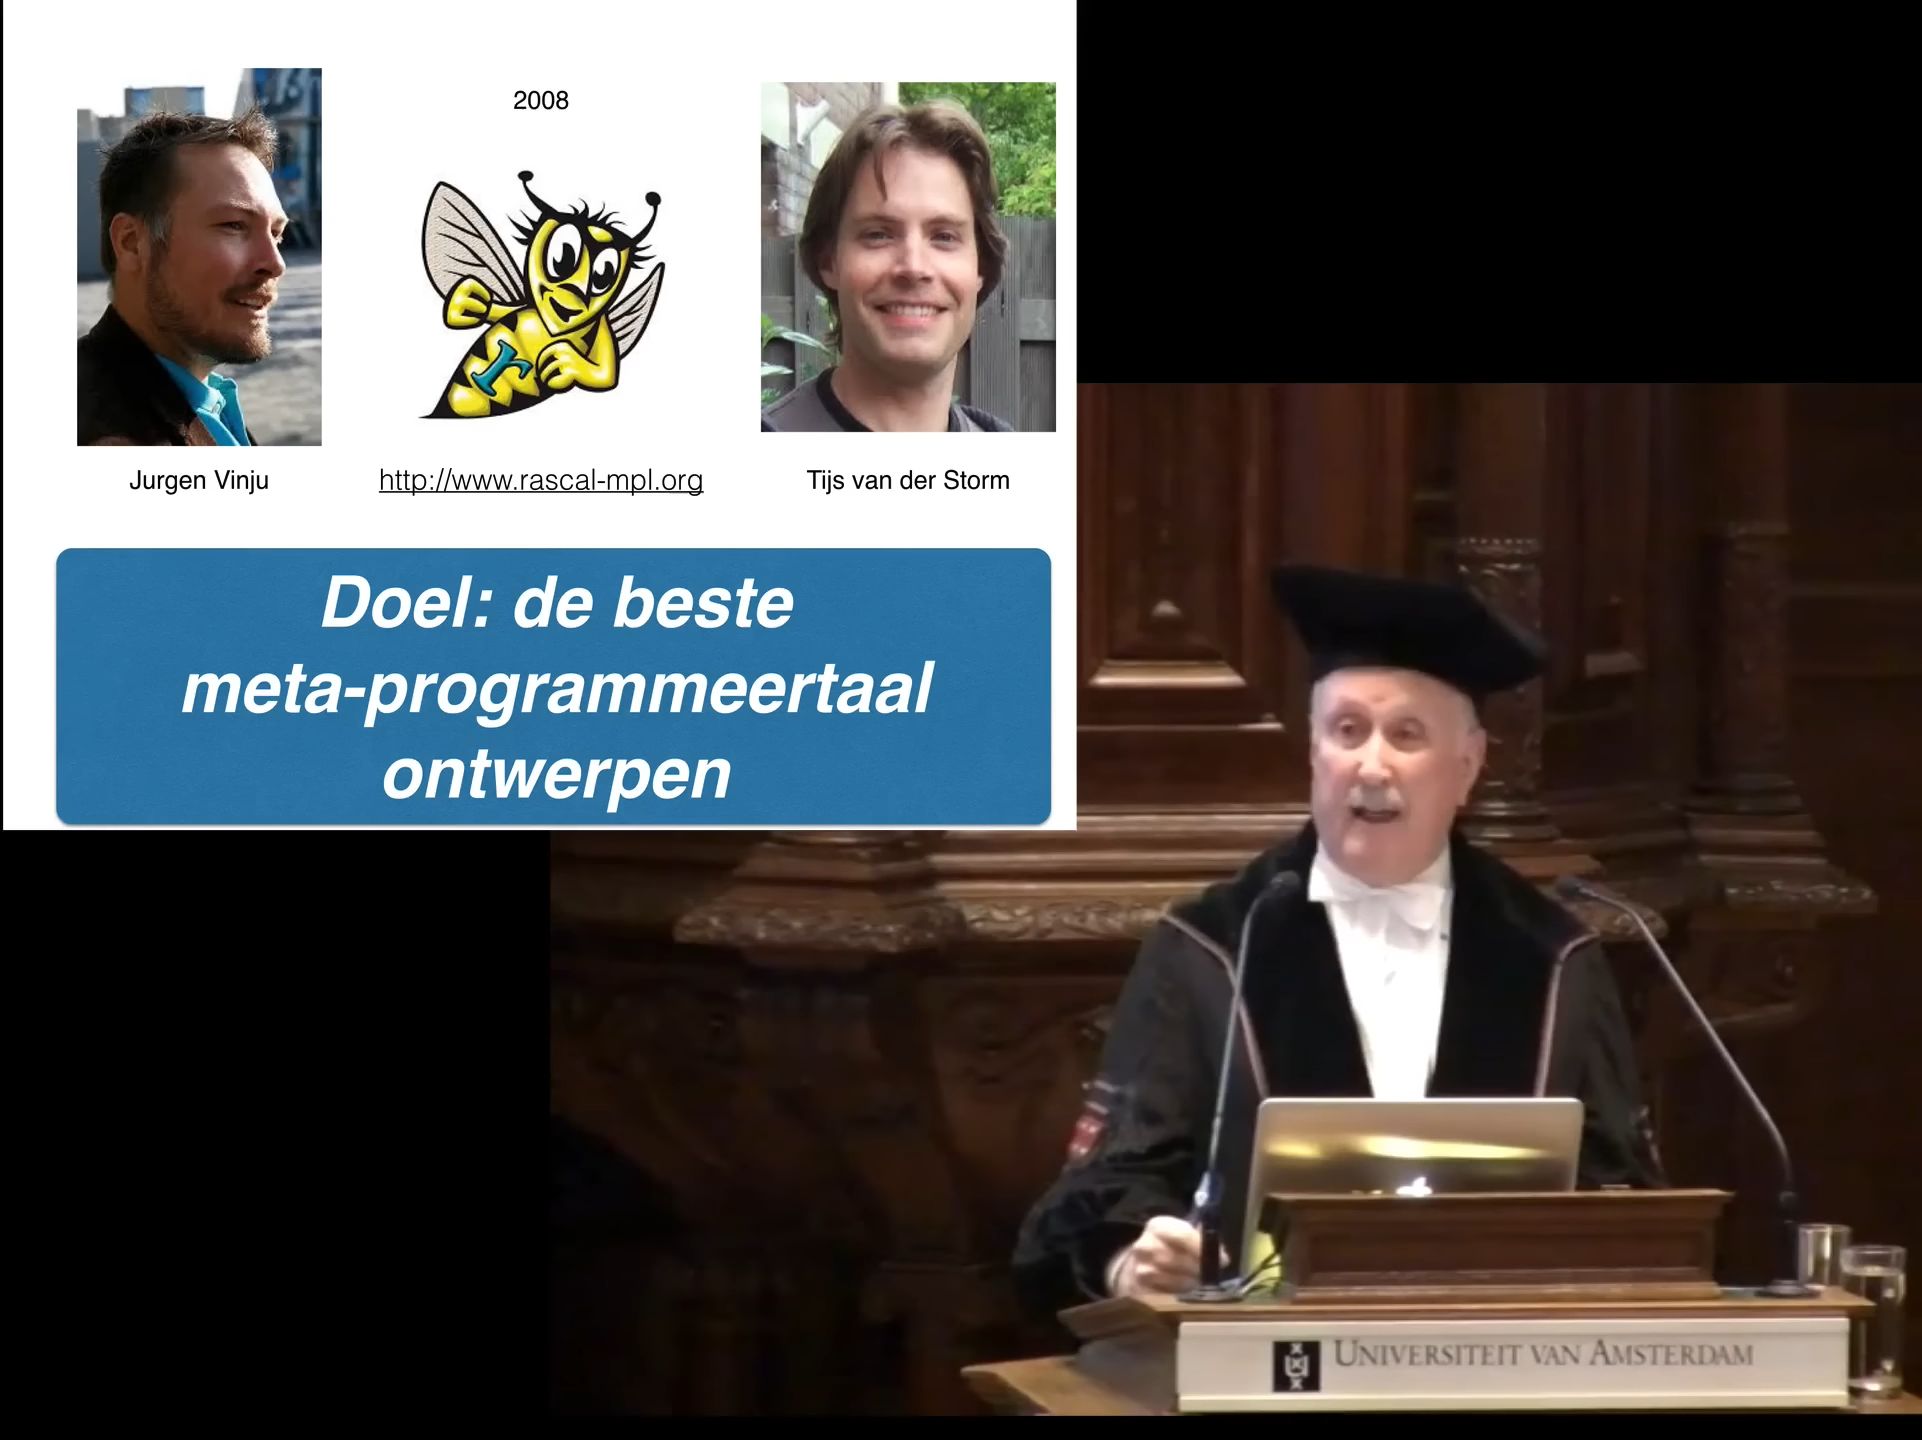 2008
Jurgen Vinju
http://www.rascal-mpl.org
Tijs van der Storm
Doel: de beste
meta-programmeertaal
ontwerpen
UNIVERSITEIT VAN AMSTERDAM